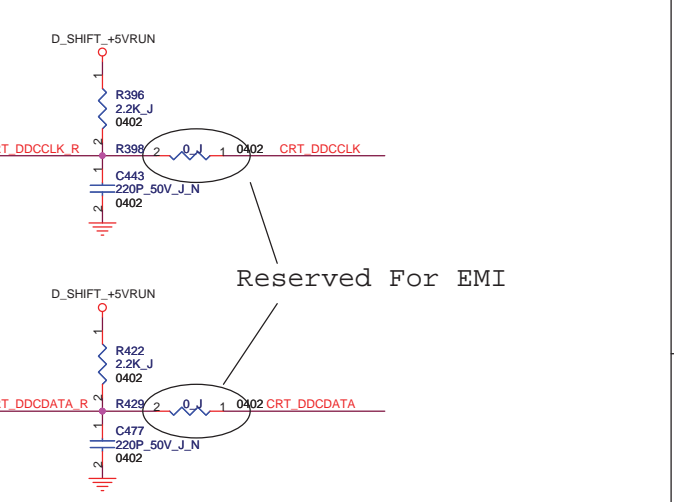 D_SHIFT_+5VRUN
1
R396
2.2K_J
0402
2
RT_DDCCLK_R R398 2 0_J 1 0402 CRT_DDCCLK
1
C443
220P_50V_J_N
0402
2
Reserved For EMI
D_SHIFT_+5VRUN
1
R422
2.2K_J
0402
2
RT_DDCDATA_R R429 2 0_J 1 0402 CRT_DDCDATA
1
C477
220P_50V_J_N
0402
2